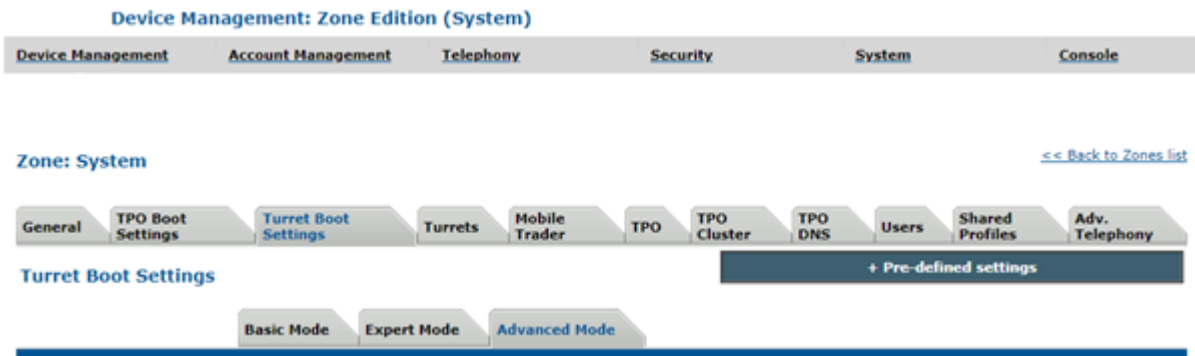 Device Management: Zone Edition (System)
Device Management Account Management Telephony Security System Console
Zone: System
<< Back to Zones list
General TPO Boot Settings Turret Boot Settings Turrets Mobile Trader TPO TPO Cluster TPO DNS Users Shared Profiles Adv. Telephony
Turret Boot Settings
+ Pre-defined settings
Basic Mode Expert Mode Advanced Mode